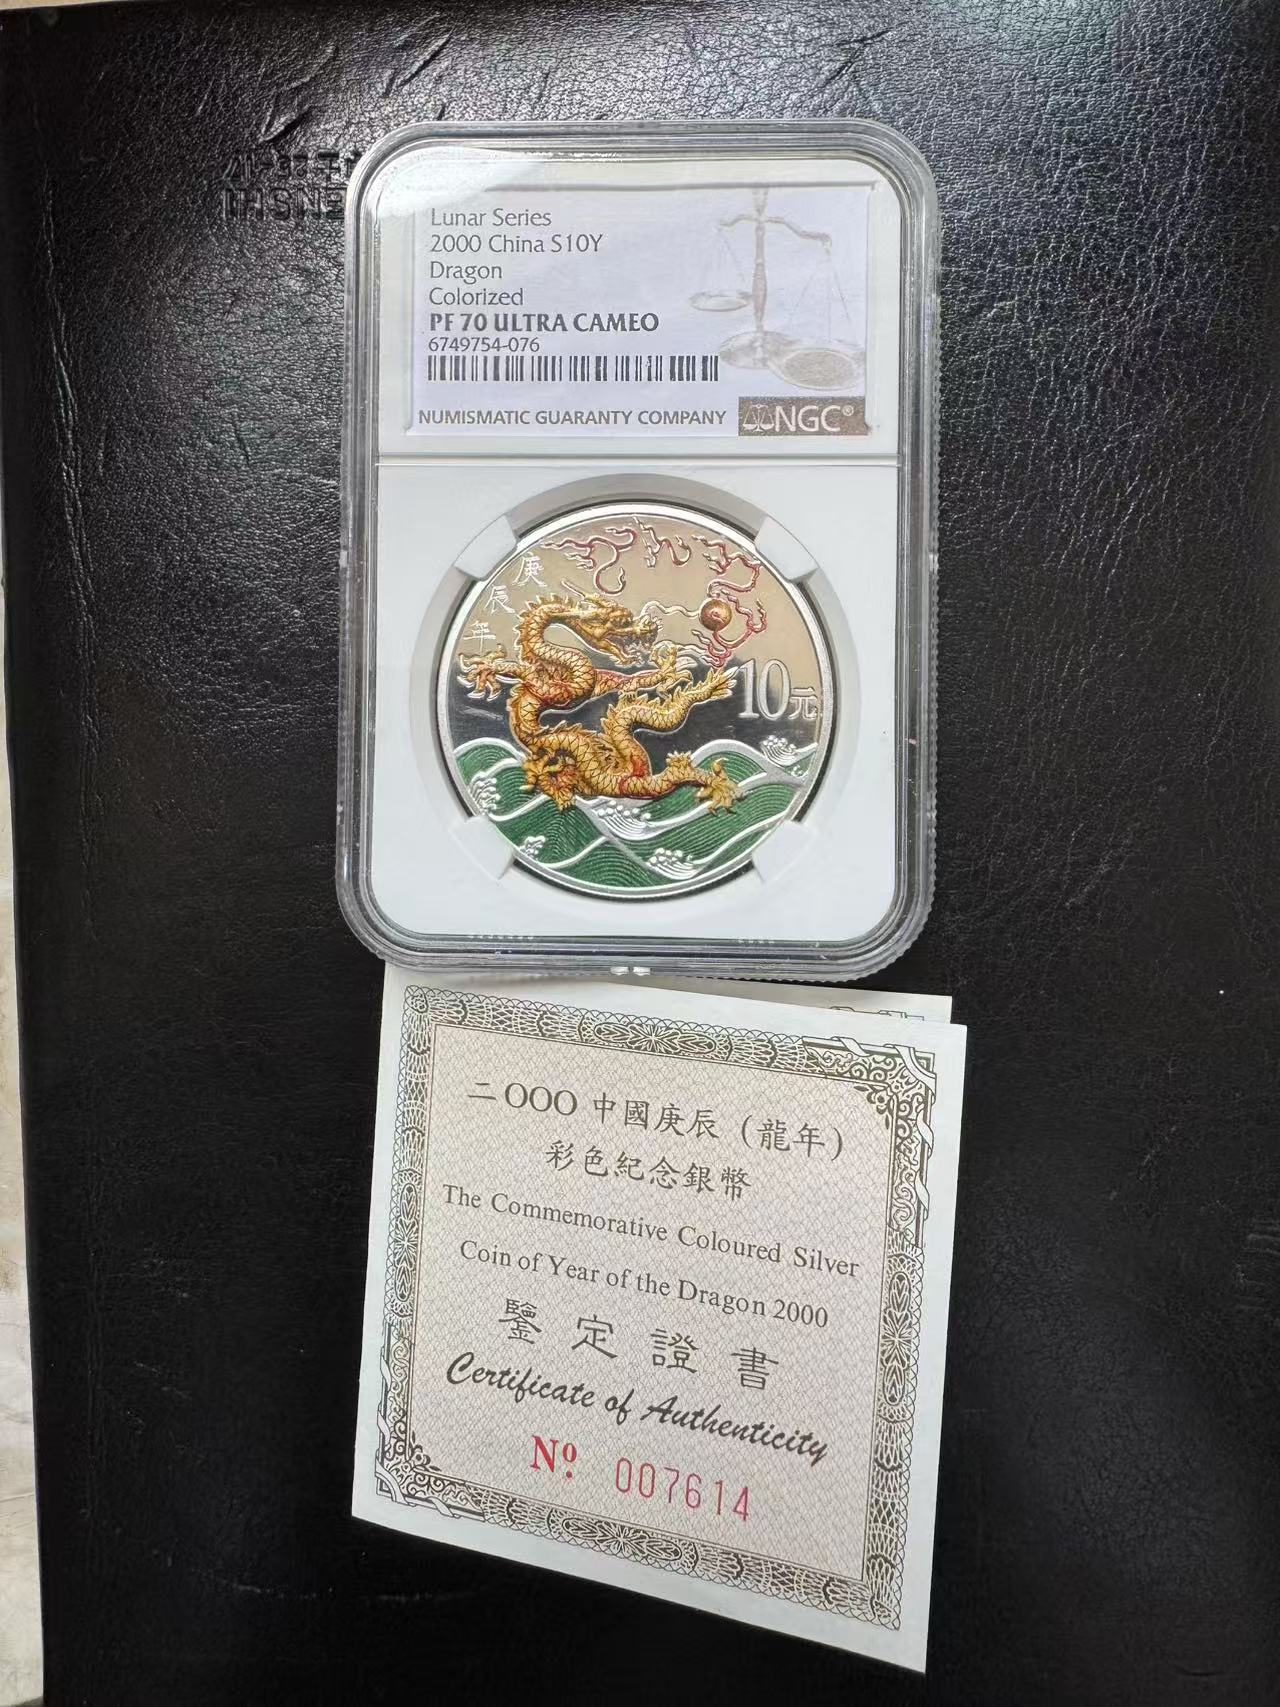 Lunar Series
2000 China S10Y
Dragon
Colorized
PF 70 ULTRA CAMEO
6749754-076
NUMISMATIC GUARANTY COMPANY NGC®
庚辰年
10元
二OOO中國庚辰(龍年)
彩色紀念銀幣
The Commemorative Coloured Silver
Coin of Year of the Dragon 2000
鑒定證書
Certificate of Authenticity
Nº. 007614